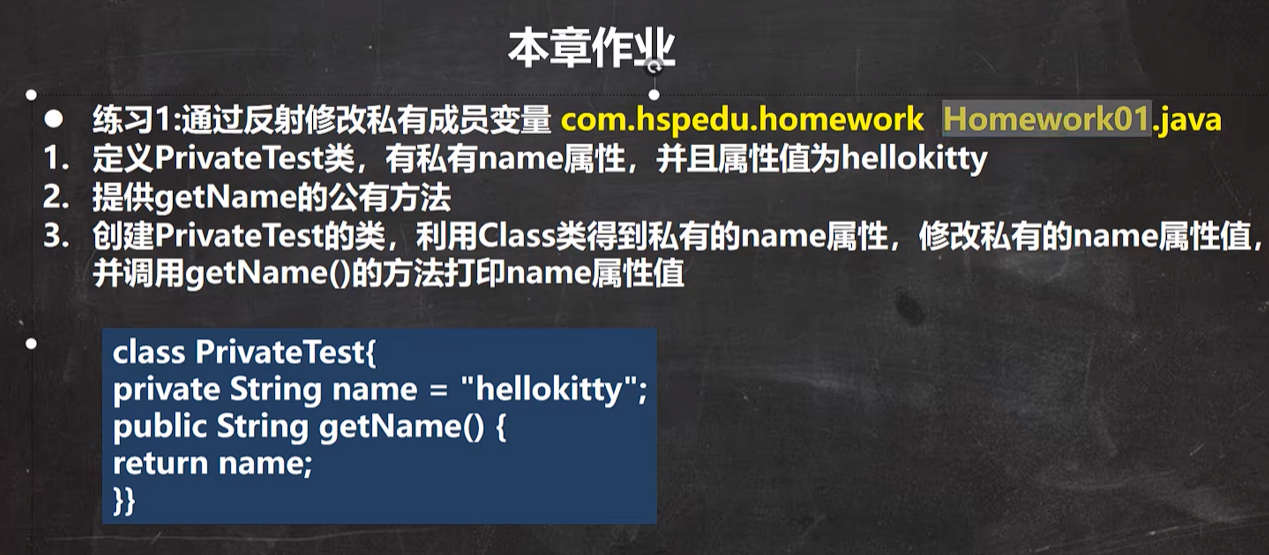 本章作业
● 练习1:通过反射修改私有成员变量 com.hspedu.homework Homework01.java
1. 定义PrivateTest类，有私有name属性，并且属性值为hellokitty
2. 提供getName的公有方法
3. 创建PrivateTest的类，利用Class类得到私有的name属性，修改私有的name属性值，
并调用getName()的方法打印name属性值
class PrivateTest{
private String name = "hellokitty";
public String getName() {
return name;
}}